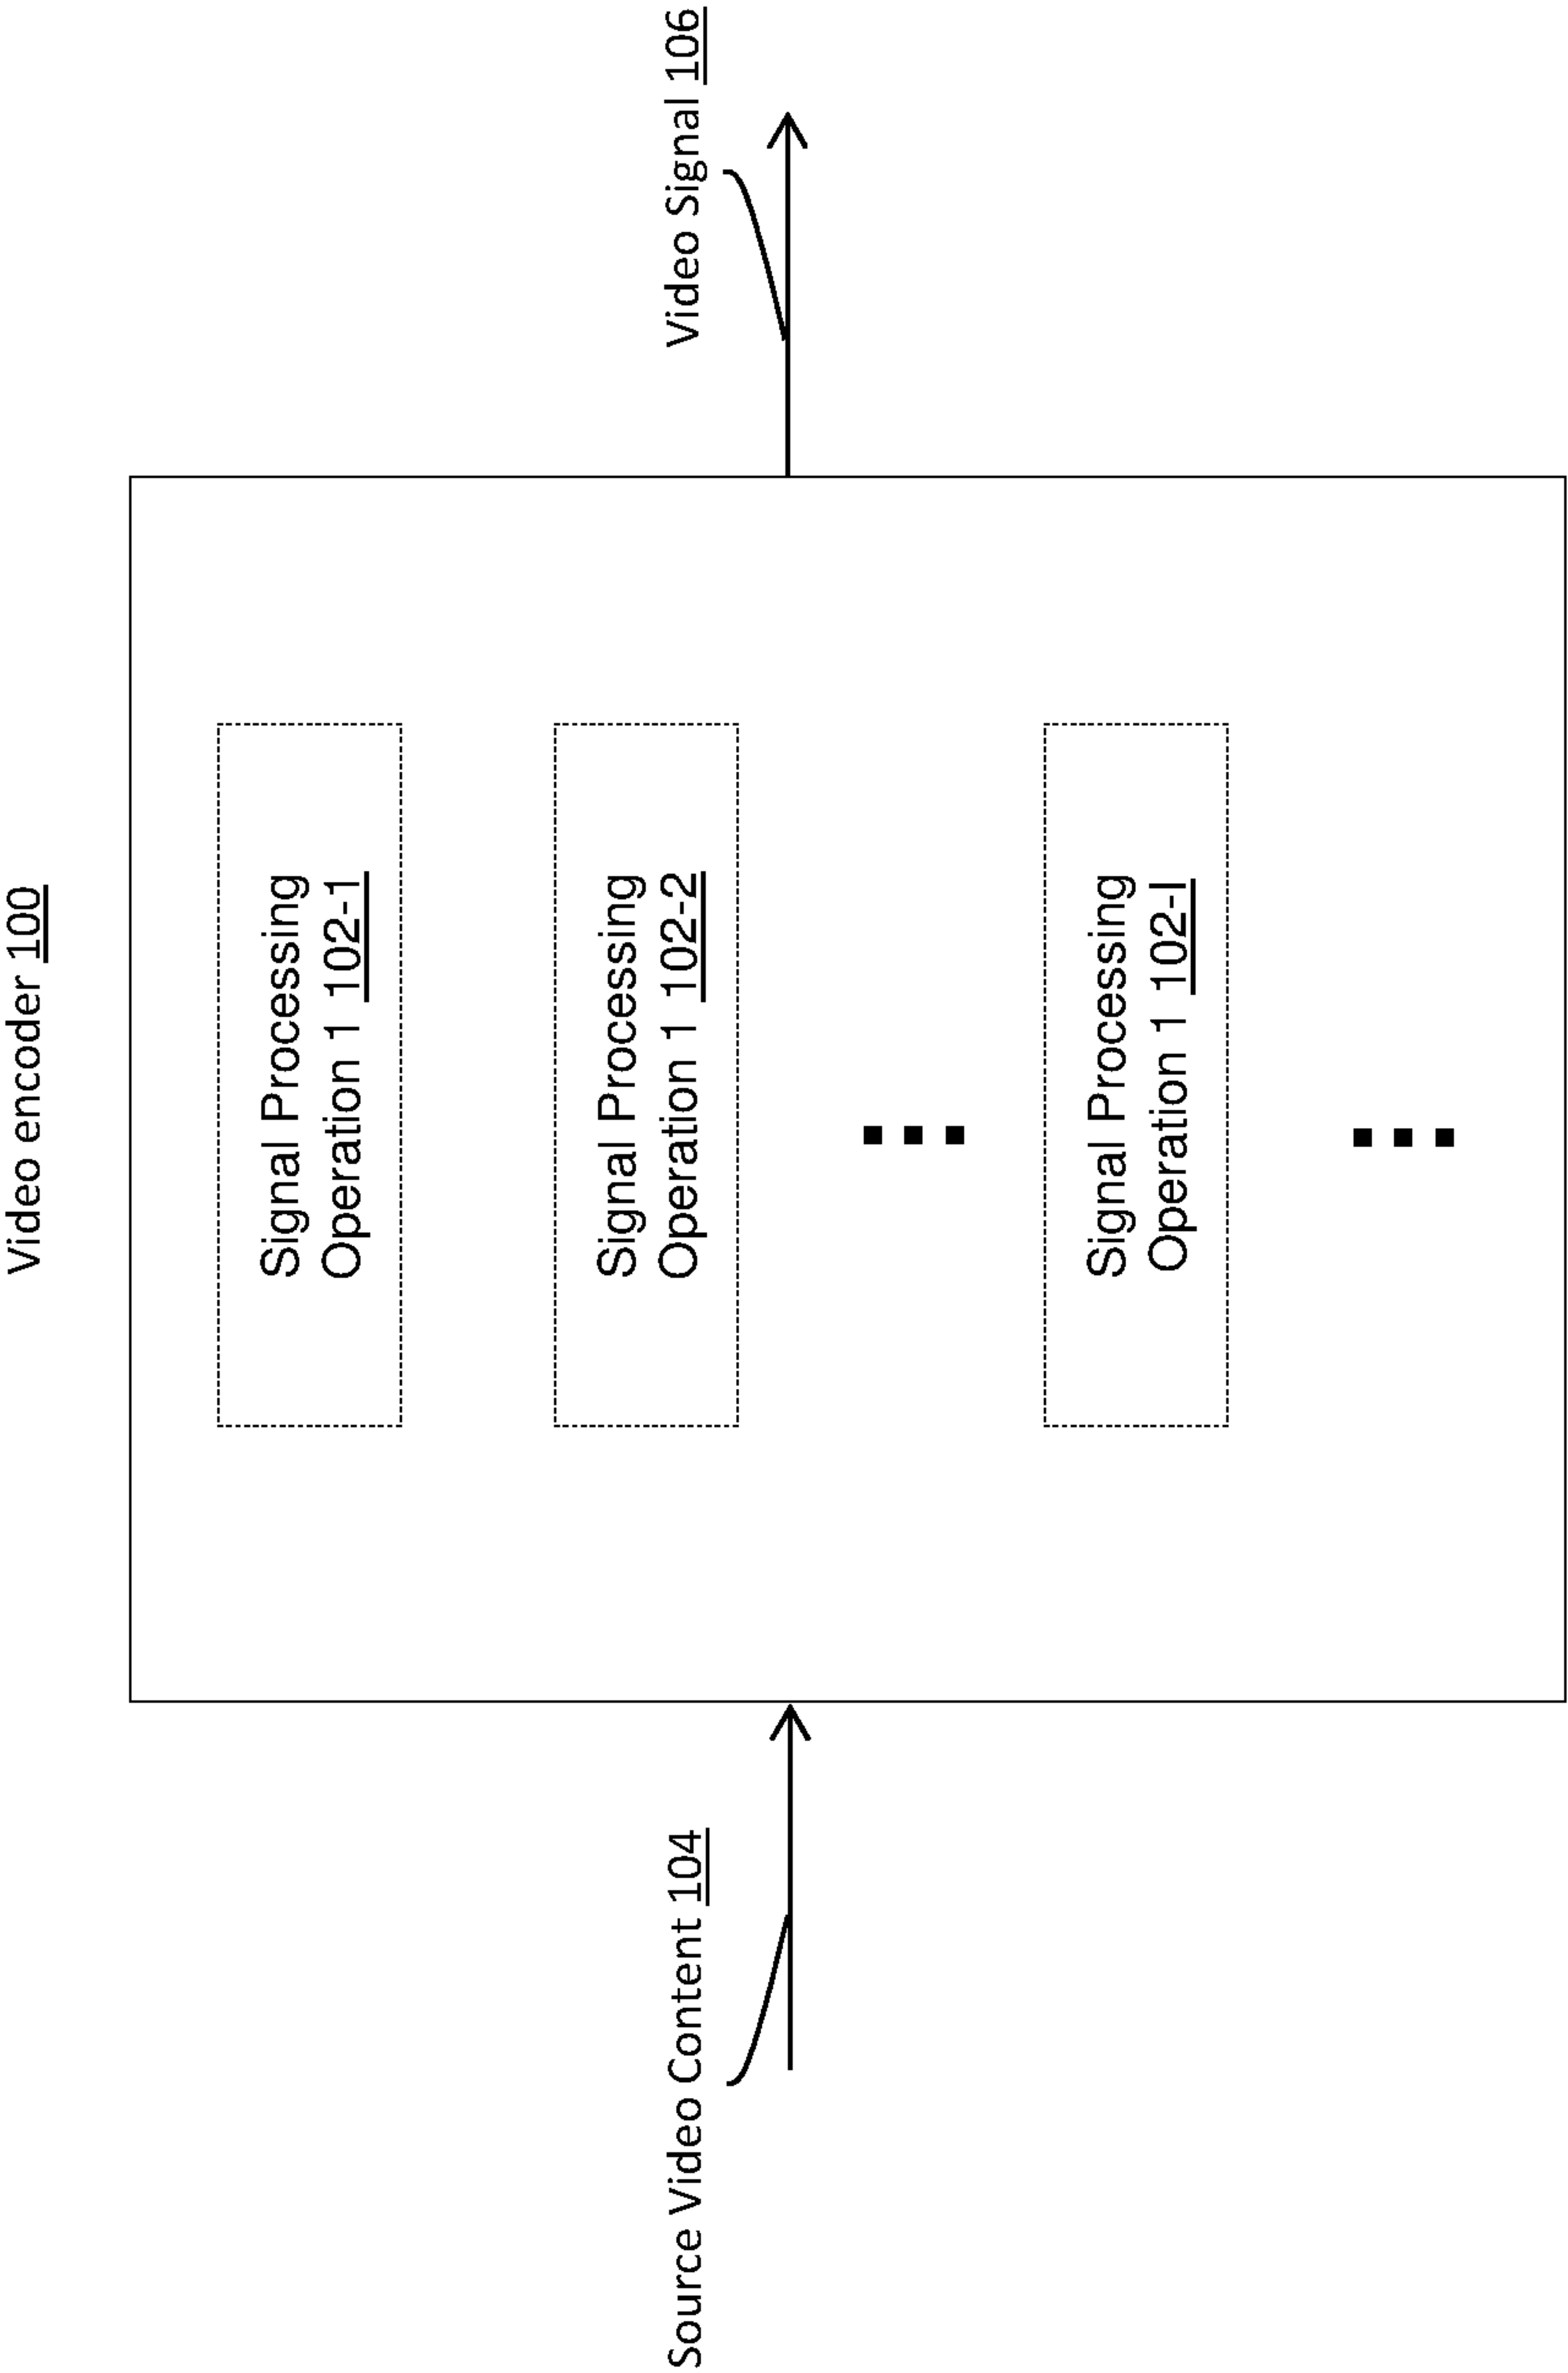 Video encoder 100
Signal Processing
Operation 1 102-1
Signal Processing
Operation 1 102-2
Signal Processing
Operation 1 102-I
Source Video Content 104
Video Signal 106